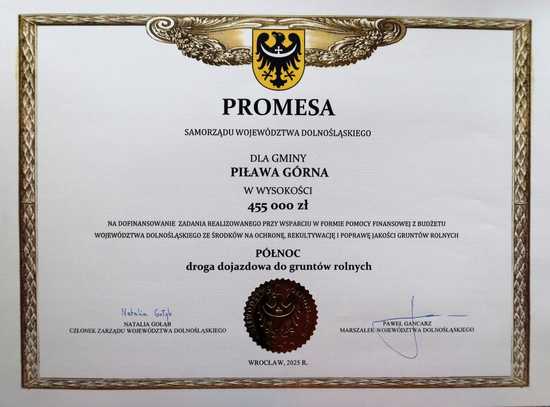 PROMESA
SAMORZĄDU WOJEWÓDZTWA DOLNOŚLĄSKIEGO
DLA GMINY
PIŁAWA GÓRNA
W WYSOKOŚCI
455 000 zł
NA DOFINANSOWANIE ZADANIA REALIZOWANEGO PRZY WSPARCIU W FORMIE POMOCY FINANSOWEJ Z BUDŻETU
WOJEWÓDZTWA DOLNOŚLĄSKIEGO ZE ŚRODKÓW NA OCHRONĘ, REKULTYWACJĘ I POPRAWĘ JAKOŚCI GRUNTÓW ROLNYCH
PÓŁNOC
droga dojazdowa do gruntów rolnych
Natalia Gołąb
NATALIA GOŁĄB
CZŁONEK ZARZĄDU WOJEWÓDZTWA DOLNOŚLĄSKIEGO
PAWEŁ GANCARZ
MARSZAŁEK WOJEWÓDZTWA DOLNOŚLĄSKIEGO
WROCŁAW, 2025 R.